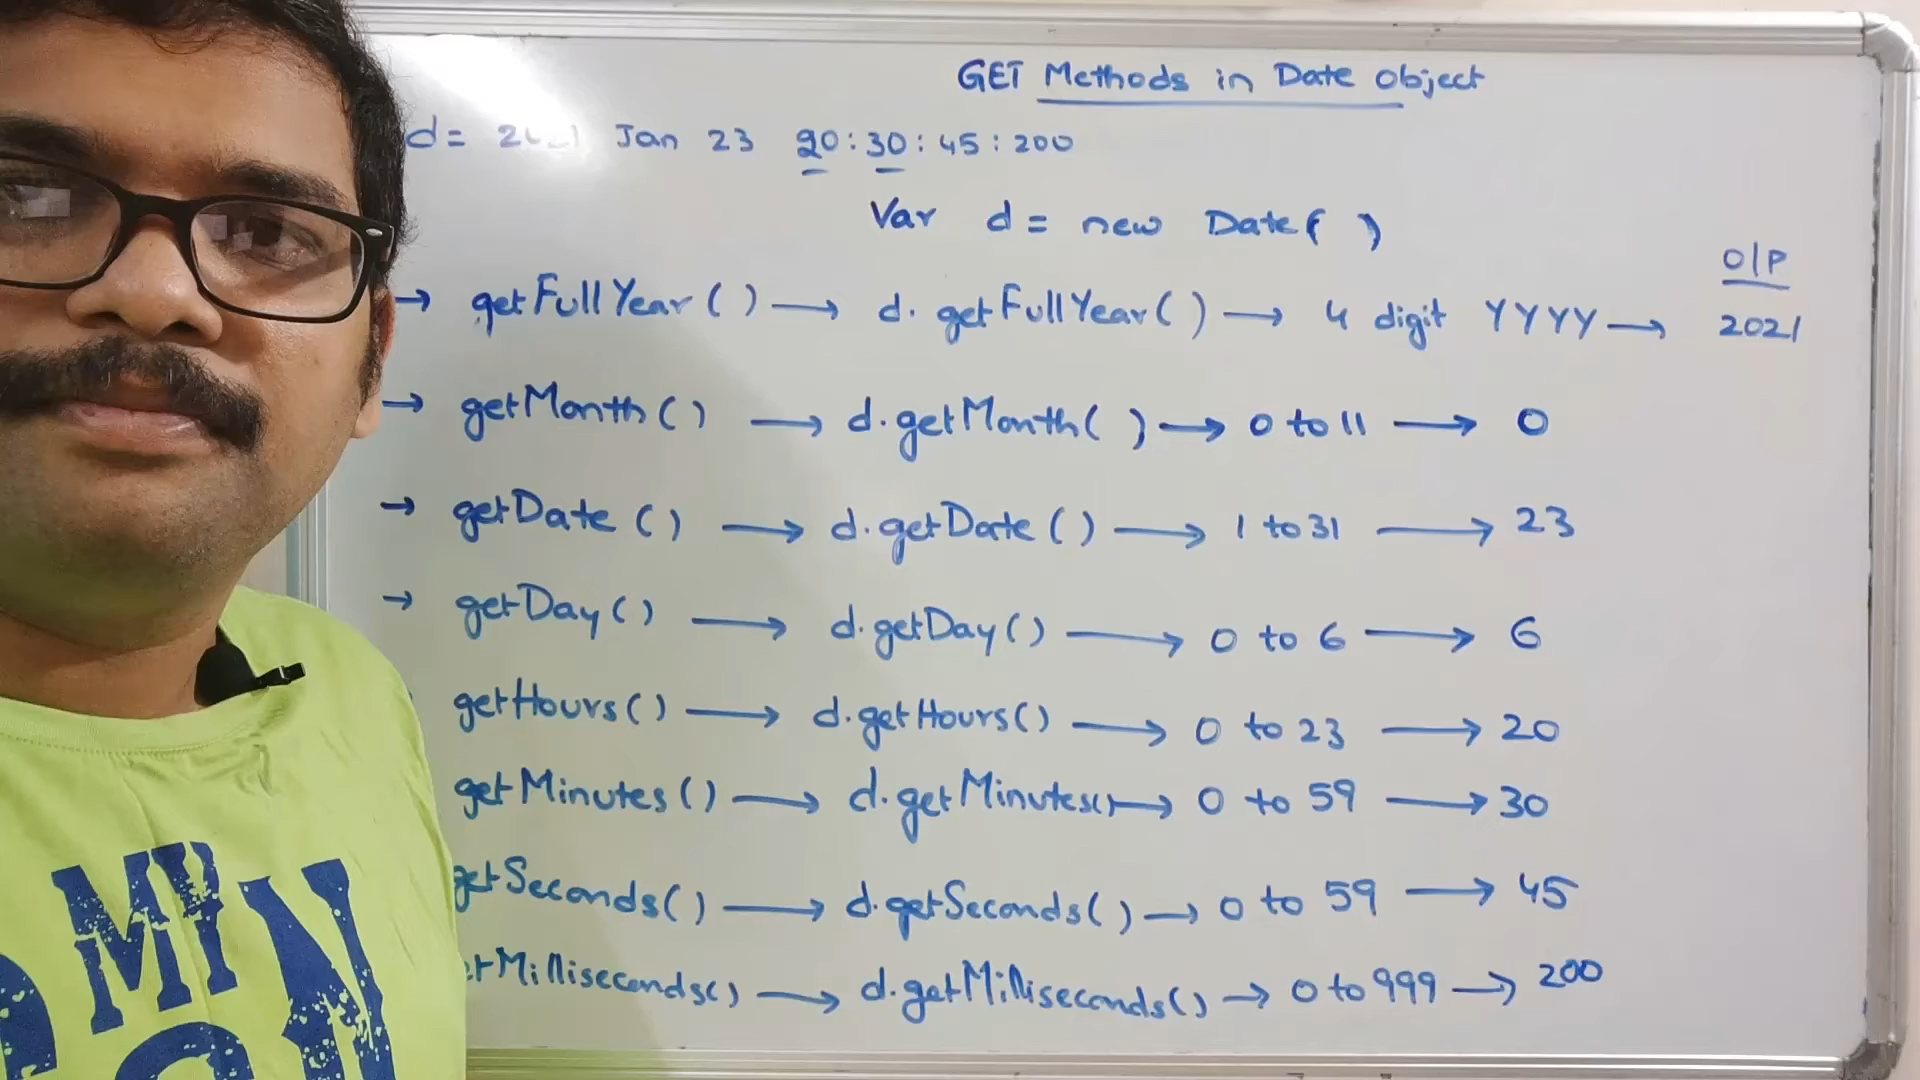 GET Methods in Date Object
d = 2021 Jan 23 20:30:45:200
Var d = new Date( )
O/P
→ getFullYear() → d.getFullYear() → 4 digit YYYY → 2021
→ getMonth() → d.getMonth( ) → 0 to 11 → 0
→ getDate() → d.getDate() → 1 to 31 → 23
→ getDay() → d.getDay() → 0 to 6 → 6
getHours() → d.getHours() → 0 to 23 → 20
getMinutes() → d.getMinutes() → 0 to 59 → 30
getSeconds() → d.getSeconds() → 0 to 59 → 45
etMilliseconds() → d.getMilliseconds() → 0 to 999 → 200
MY